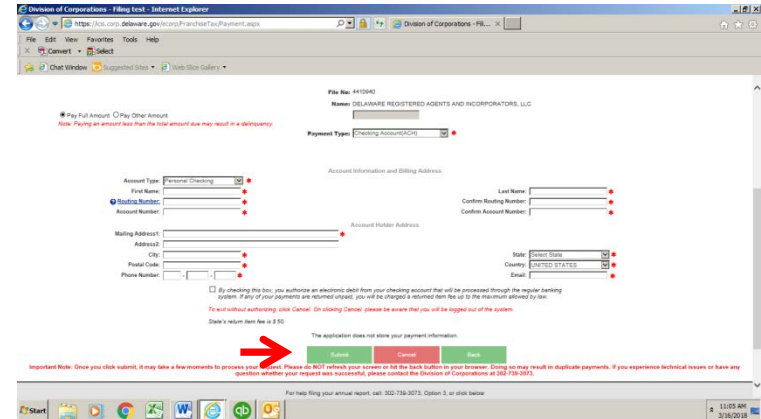 Division of Corporations - Filing test - Internet Explorer
https://icis.corp.delaware.gov/ecorp/FranchiseTax/Payment.aspx
Division of Corporations - Fili... ×
File Edit View Favorites Tools Help
× Convert Select
Chat Window Suggested Sites Web Slice Gallery
File No: 4410940
Name: DELAWARE REGISTERED AGENTS AND INCORPORATORS, LLC
Pay Full Amount Pay Other Amount
Note: Paying an amount less than the total amount due may result in a delinquency.
Payment Type: Checking Account(ACH) *
Account Information and Billing Address
Account Type: Personal Checking *
First Name: * Last Name: *
Routing Number: * Confirm Routing Number: *
Account Number: * Confirm Account Number: *
Account Holder Address
Mailing Address1: *
Address2:
City: * State: Select State *
Postal Code: * Country: UNITED STATES *
Phone Number: - - * Email: *
By checking this box, you authorize an electronic debit from your checking account that will be processed through the regular banking
system. If any of your payments are returned unpaid, you will be charged a returned item fee up to the maximum allowed by law.
To exit without authorizing, click Cancel. On clicking Cancel, please be aware that you will be logged out of the system.
State's return item fee is $
The application does not store your payment information.
Submit Cancel Back
Important Note: Once you click submit, it may take a few moments to process your request. Please do NOT refresh your screen or hit the back button in your browser. Doing so may result in duplicate payments. If you experience technical issues or have any
question whether your request was successful, please contact the Division of Corporations at 302-739-3073.
For help filing your annual report, call: 302-739-3073, Option 3, or click below
Start
11:05 AM
3/16/2018